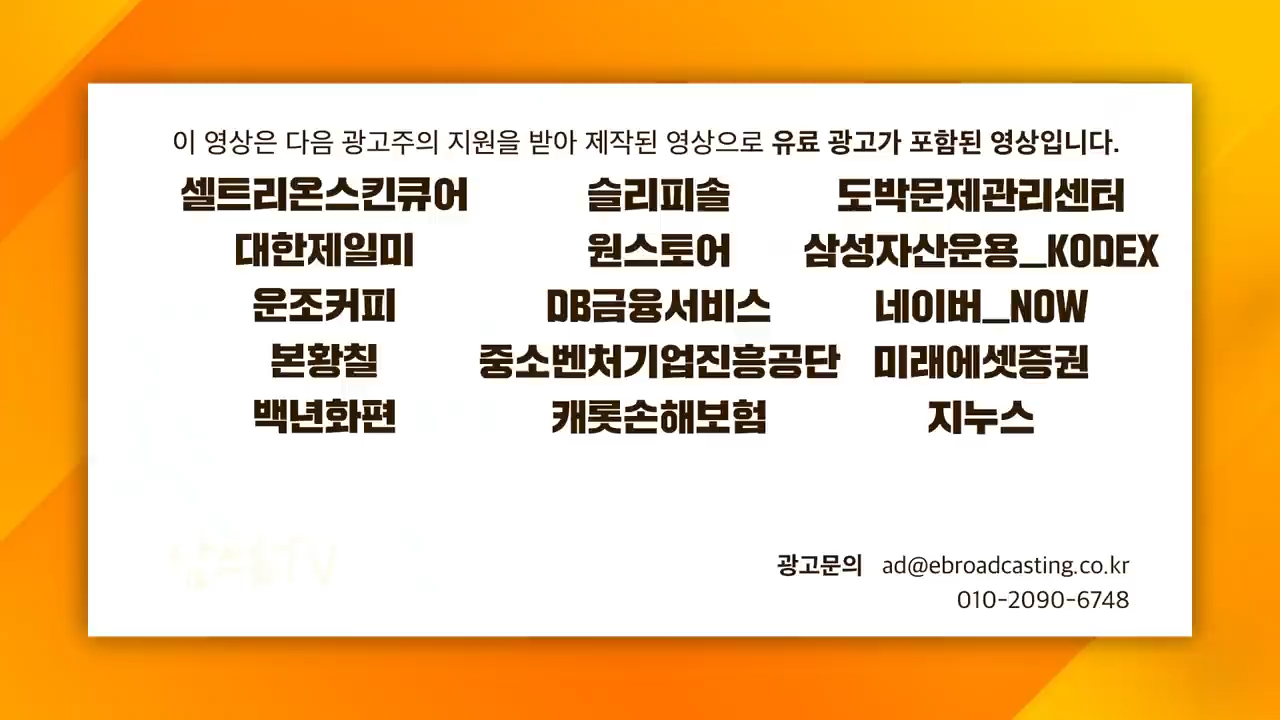 이 영상은 다음 광고주의 지원을 받아 제작된 영상으로 유료 광고가 포함된 영상입니다.
셀트리온스킨큐어 슬리피솔 도박문제관리센터
대한제일미 원스토어 삼성자산운용_KODEX
운조커피 DB금융서비스 네이버_NOW
본황칠 중소벤처기업진흥공단 미래에셋증권
백년화편 캐롯손해보험 지누스
광고문의 ad@ebroadcasting.co.kr
010-2090-6748